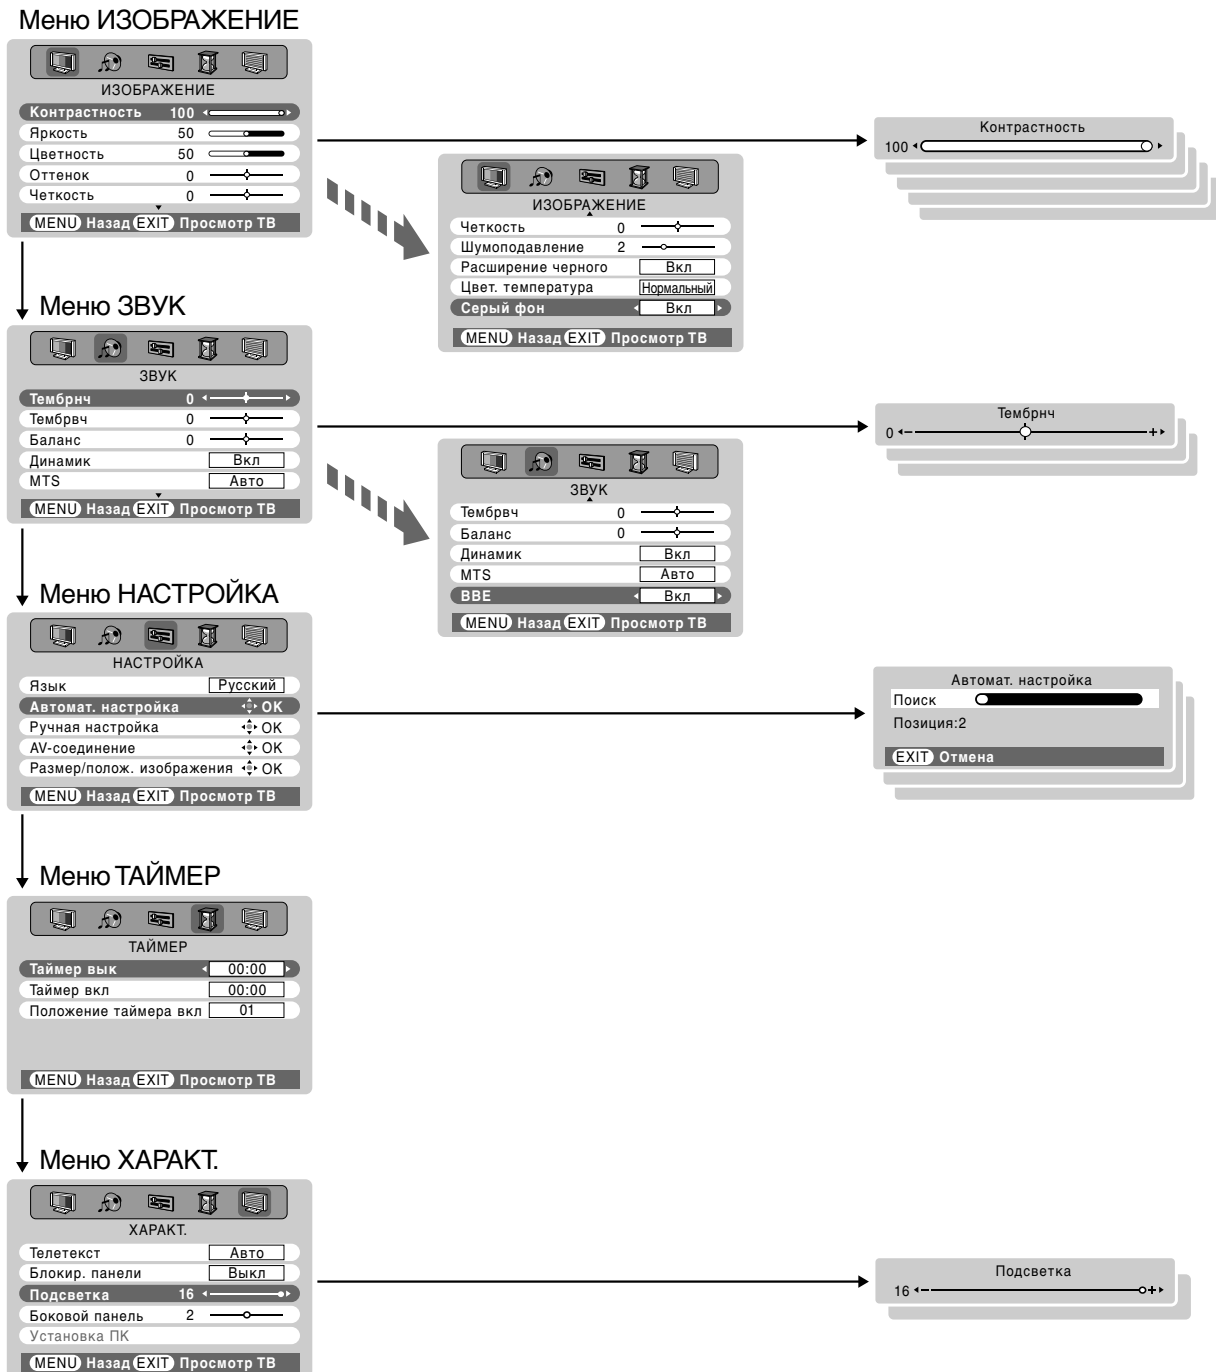 Меню ИЗОБРАЖЕНИЕ
ИЗОБРАЖЕНИЕ
Контрастность 100
Яркость 50
Цветность 50
Оттенок 0
Четкость 0
MENU Назад EXIT Просмотр ТВ
Контрастность
100
ИЗОБРАЖЕНИЕ
Четкость 0
Шумоподавление 2
Расширение черного Вкл
Цвет. температура Нормальный
Серый фон Вкл
MENU Назад EXIT Просмотр ТВ
Меню ЗВУК
ЗВУК
Тембрнч 0
Тембрвч 0
Баланс 0
Динамик Вкл
MTS Авто
MENU Назад EXIT Просмотр ТВ
Тембрнч
0 − +
ЗВУК
Тембрвч 0
Баланс 0
Динамик Вкл
MTS Авто
BBE Вкл
MENU Назад EXIT Просмотр ТВ
Меню НАСТРОЙКА
НАСТРОЙКА
Язык Русский
Автомат. настройка OK
Ручная настройка OK
AV-соединение OK
Размер/полож. изображения OK
MENU Назад EXIT Просмотр ТВ
Автомат. настройка
Поиск
Позиция:2
EXIT Отмена
Меню ТАЙМЕР
ТАЙМЕР
Таймер вык 00:00
Таймер вкл 00:00
Положение таймера вкл 01
MENU Назад EXIT Просмотр ТВ
Меню ХАРАКТ.
ХАРАКТ.
Телетекст Авто
Блокир. панели Выкл
Подсветка 16
Боковой панель 2
Установка ПК
MENU Назад EXIT Просмотр ТВ
Подсветка
16 − +